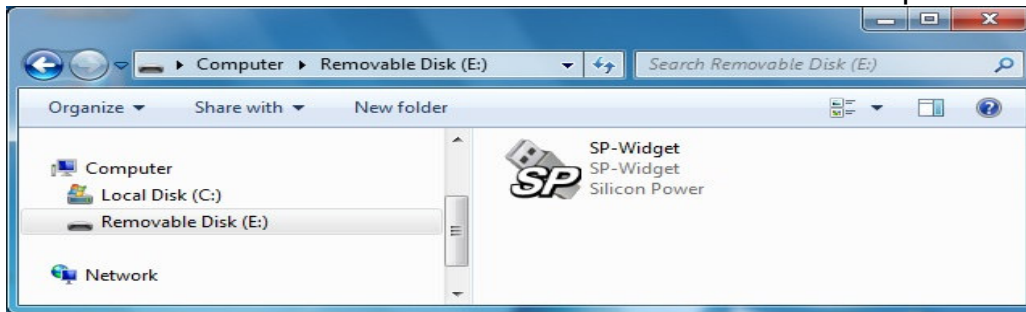 Computer Removable Disk (E:) Search Removable Disk (E:)
Organize Share with New folder
Computer
Local Disk (C:)
Removable Disk (E:)
Network
SP
SP-Widget
SP-Widget
Silicon Power